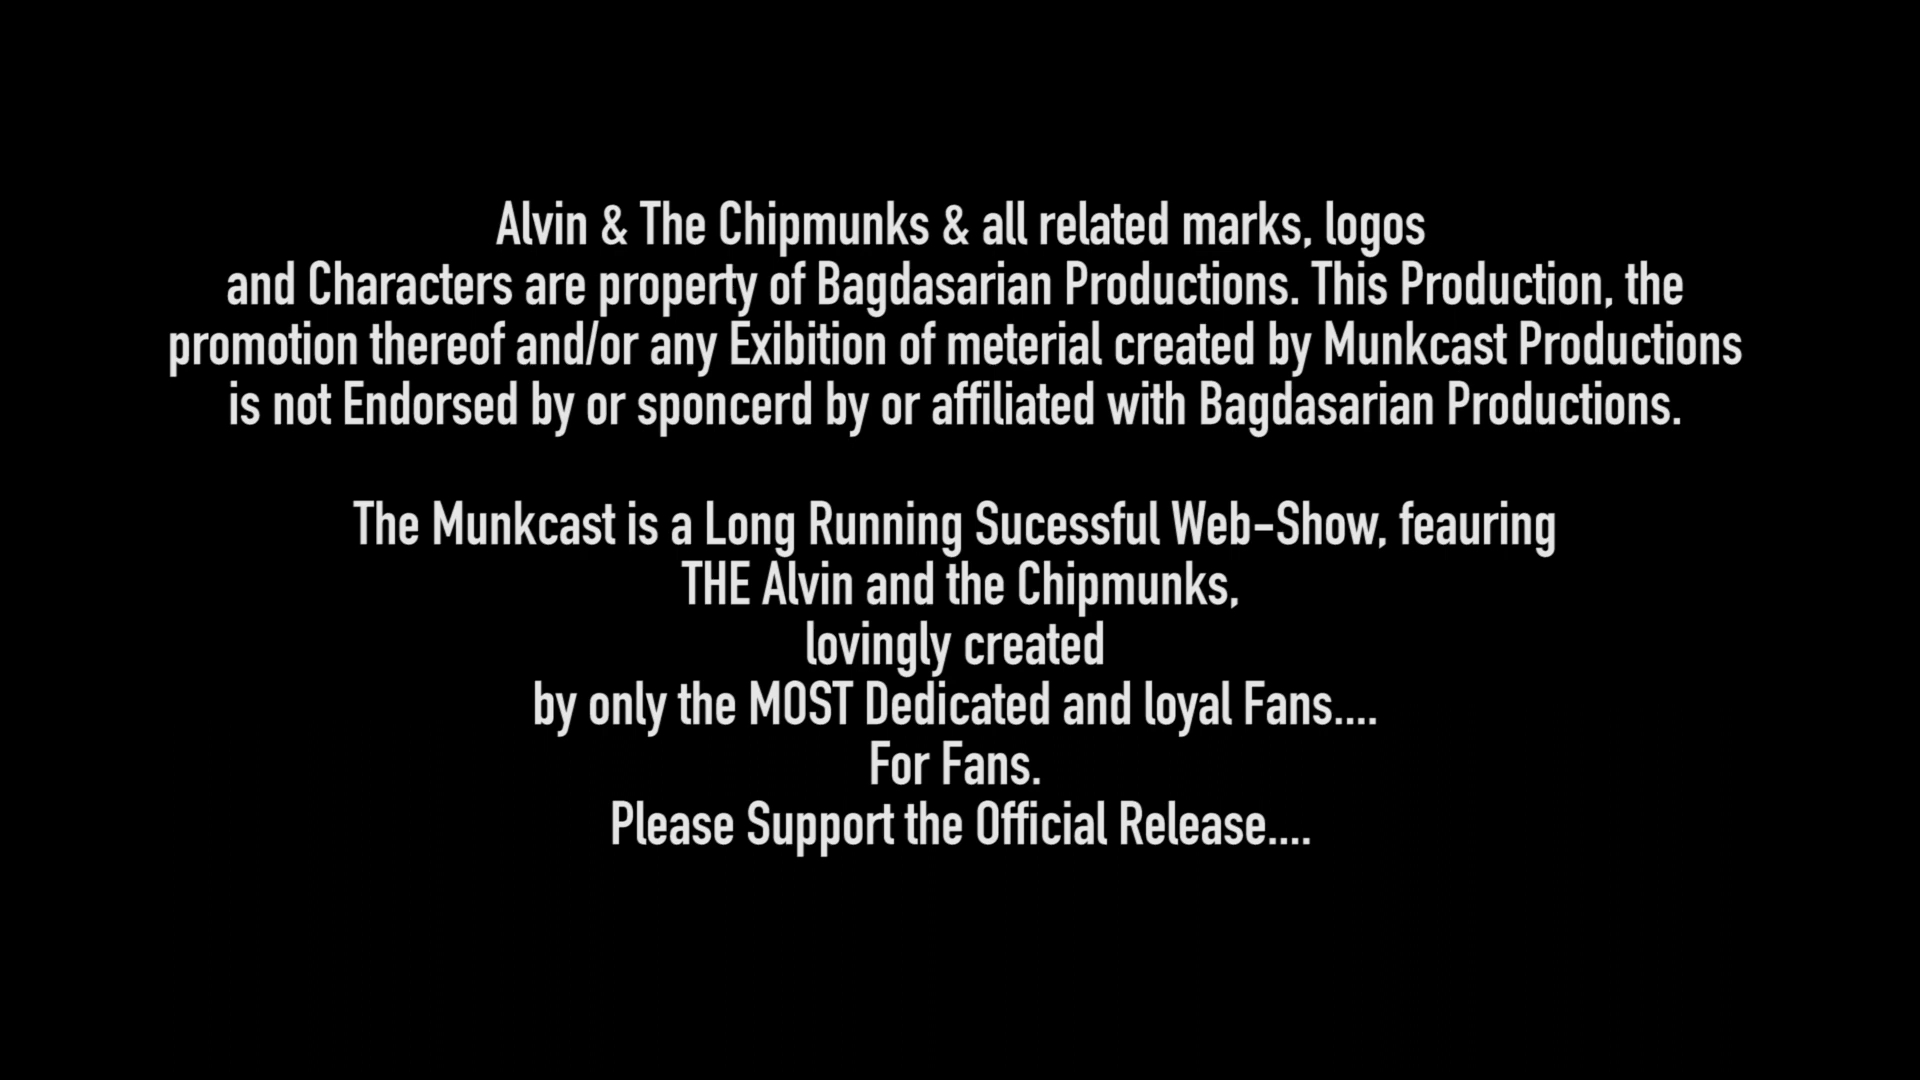 Alvin & The Chipmunks & all related marks, logos
and Characters are property of Bagdasarian Productions. This Production, the
promotion thereof and/or any Exibition of meterial created by Munkcast Productions
is not Endorsed by or sponcerd by or affiliated with Bagdasarian Productions.
The Munkcast is a Long Running Sucessful Web-Show, feauring
THE Alvin and the Chipmunks,
lovingly created
by only the MOST Dedicated and loyal Fans....
For Fans.
Please Support the Official Release....